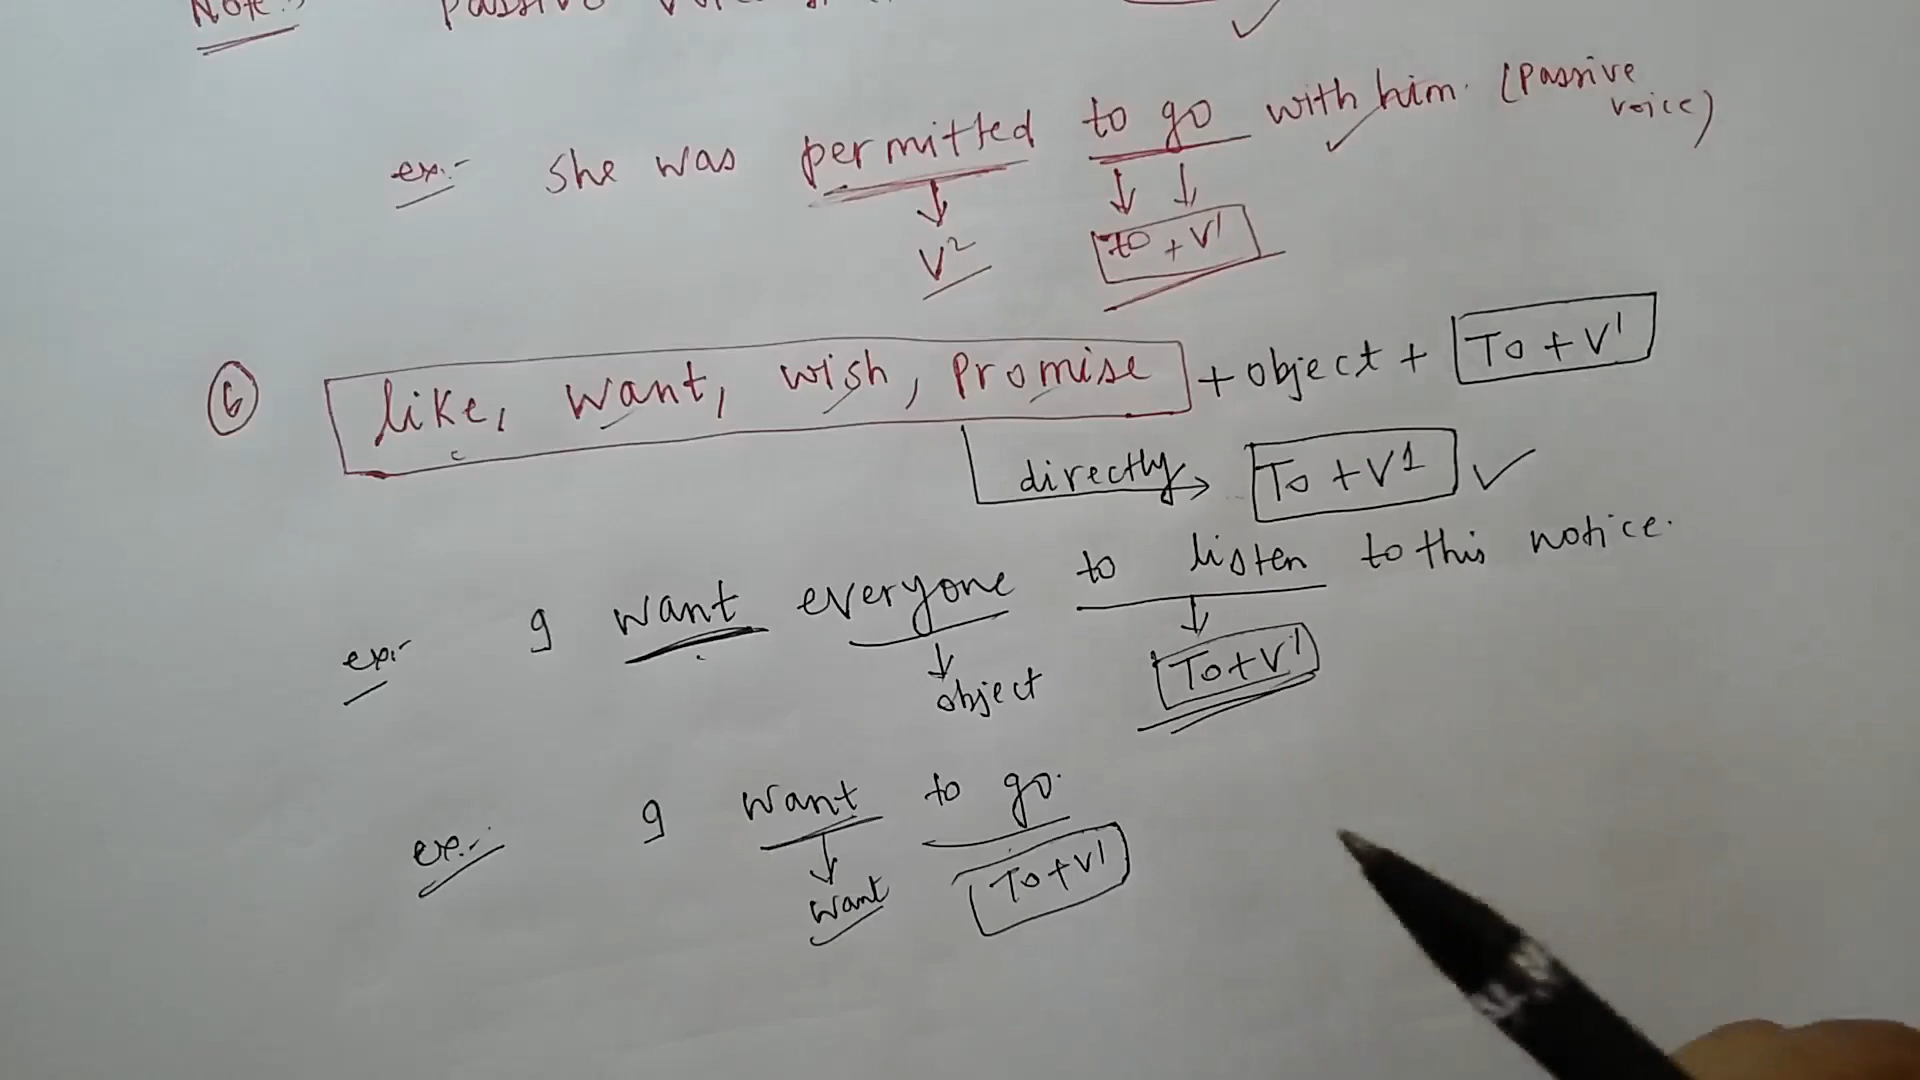 Note:-
ex:- She was permitted to go with him. (Passive voice)
V2 to + V1
6 like, want, wish, Promise + object + To + V1
directly → To + V1 ✓
ex:- I want everyone to listen to this notice.
object To+V1
ex:- I want to go.
want To+V1